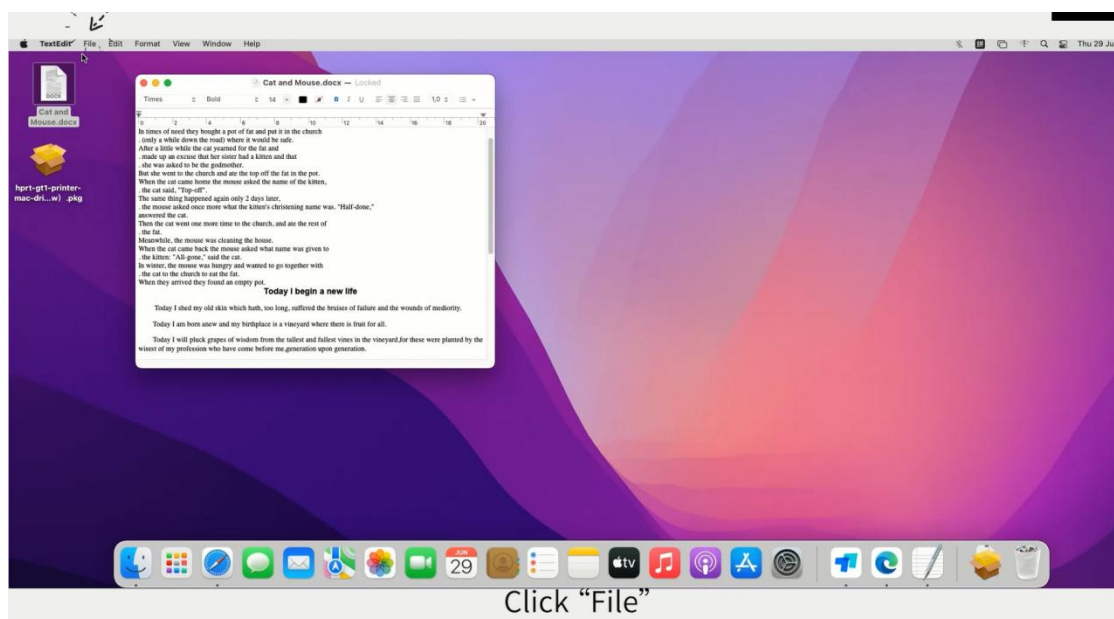 TextEdit File Edit Format View Window Help
Thu 29 Ju
DOCX
Cat and
Mouse.docx
hprt-gt1-printer-
mac-dri...w) .pkg
Cat and Mouse.docx — Locked
Times Bold 14 B I U 1,0
0 2 4 6 8 10 12 14 16 18 20
In times of need they bought a pot of fat and put it in the church
. (only a while down the road) where it would be safe.
After a little while the cat yearned for the fat and
. made up an excuse that her sister had a kitten and that
. she was asked to be the godmother.
But she went to the church and ate the top off the fat in the pot.
When the cat came home the mouse asked the name of the kitten,
. the cat said, "Top-off".
The same thing happened again only 2 days later,
. the mouse asked once more what the kitten's christening name was. "Half-done,"
answered the cat.
Then the cat went one more time to the church, and ate the rest of
. the fat.
Meanwhile, the mouse was cleaning the house.
When the cat came back the mouse asked what name was given to
. the kitten: "All-gone," said the cat.
In winter, the mouse was hungry and wanted to go together with
. the cat to the church to eat the fat.
When they arrived they found an empty pot.
Today I begin a new life
Today I shed my old skin which hath, too long, suffered the bruises of failure and the wounds of mediority.
Today I am born anew and my birthplace is a vineyard where there is fruit for all.
Today I will pluck grapes of wisdom from the tallest and fullest vines in the vineyard,for these were planted by the
wisest of my profession who have come before me,generation upon generation.
JUN
29
tv
Click “File”